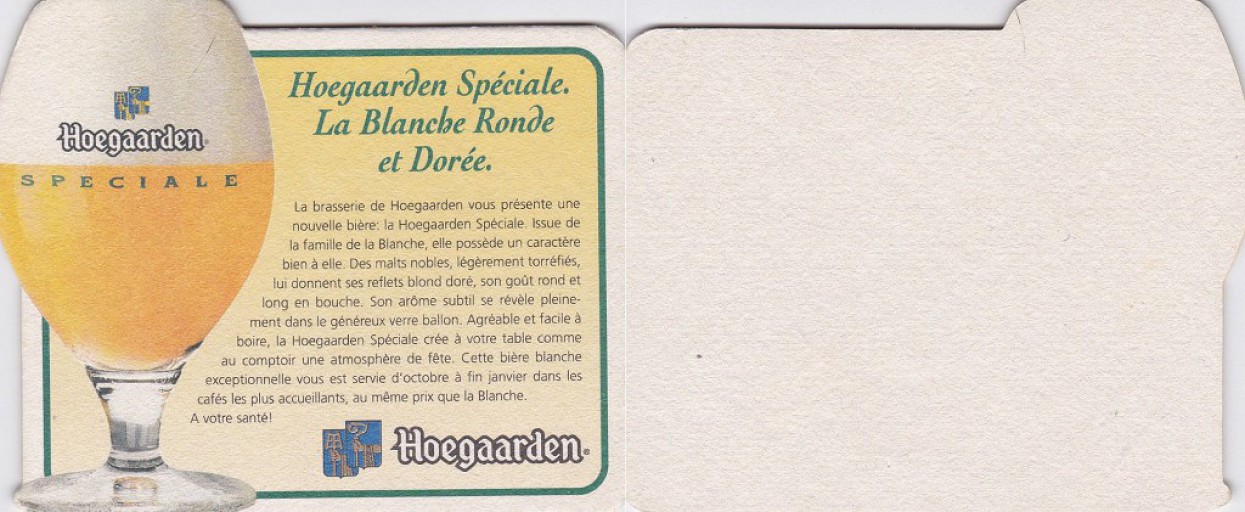 Hoegaarden
SPECIALE
Hoegaarden Spéciale.
La Blanche Ronde
et Dorée.
La brasserie de Hoegaarden vous présente une
nouvelle bière: la Hoegaarden Spéciale. Issue de
la famille de la Blanche, elle possède un caractère
bien à elle. Des malts nobles, légèrement torréfiés,
lui donnent ses reflets blond doré, son goût rond et
long en bouche. Son arôme subtil se révèle pleine-
ment dans le généreux verre ballon. Agréable et facile à
boire, la Hoegaarden Spéciale crée à votre table comme
au comptoir une atmosphère de fête. Cette bière blanche
exceptionnelle vous est servie d'octobre à fin janvier dans les
cafés les plus accueillants, au même prix que la Blanche.
A votre santé!
Hoegaarden